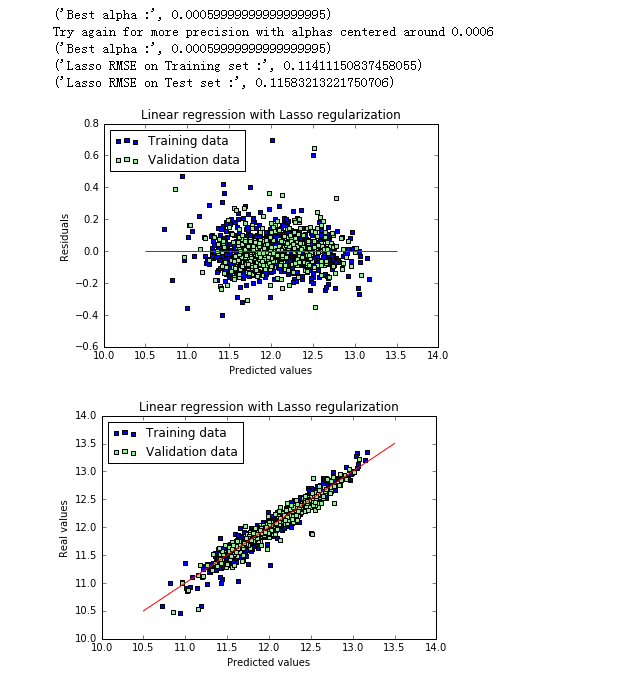 ('Best alpha :', 0.00059999999999999995)
Try again for more precision with alphas centered around 0.0006
('Best alpha :', 0.00059999999999999995)
('Lasso RMSE on Training set :', 0.11411150837458055)
('Lasso RMSE on Test set :', 0.11583213221750706)
Linear regression with Lasso regularization
Training data
Validation data
0.8
0.6
0.4
0.2
0.0
−0.2
−0.4
−0.6
Residuals
10.0 10.5 11.0 11.5 12.0 12.5 13.0 13.5 14.0
Predicted values
Linear regression with Lasso regularization
Training data
Validation data
14.0
13.5
13.0
12.5
12.0
11.5
11.0
10.5
10.0
Real values
10.0 10.5 11.0 11.5 12.0 12.5 13.0 13.5 14.0
Predicted values